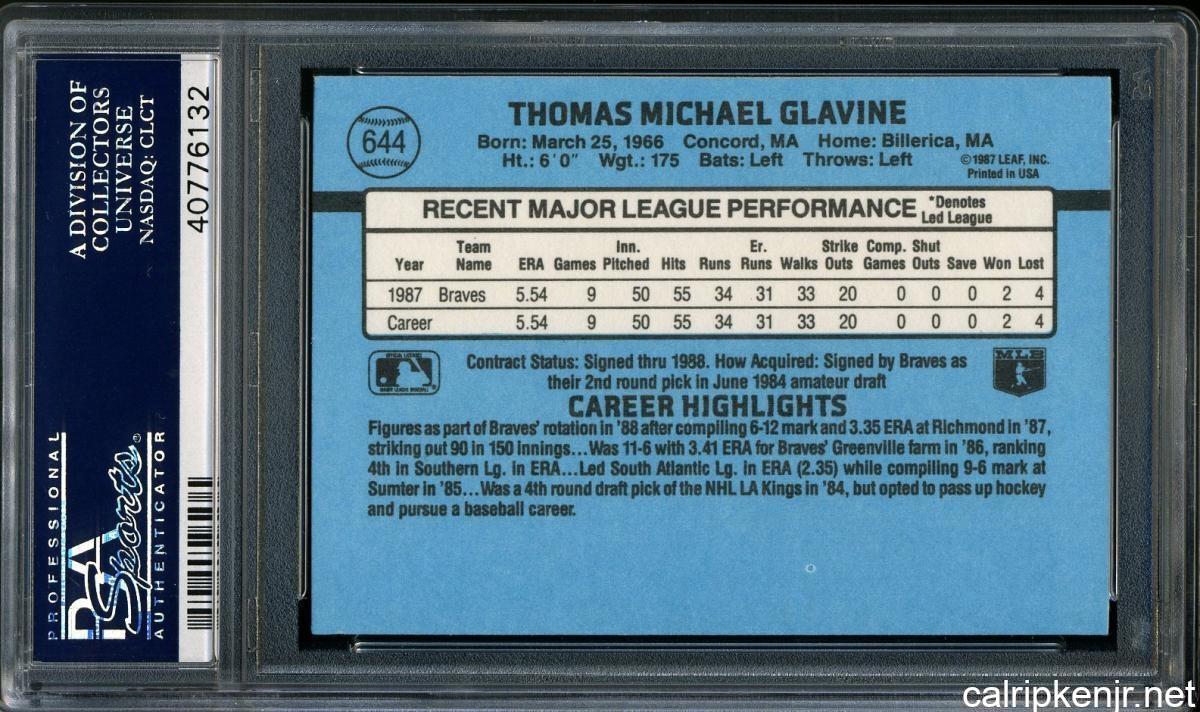 A DIVISION OF
COLLECTORS
UNIVERSE
NASDAQ: CLCT
40776132
PROFESSIONAL
PSA
Sports
AUTHENTICATOR
644
THOMAS MICHAEL GLAVINE
Born: March 25, 1966 Concord, MA Home: Billerica, MA
Ht.: 6'0" Wgt.: 175 Bats: Left Throws: Left
©1987 LEAF, INC.
Printed in USA
RECENT MAJOR LEAGUE PERFORMANCE *Denotes Led League
Year Team Name ERA Games Inn. Pitched Hits Runs Er. Runs Walks Strike Outs Comp. Games Shut Outs Save Won Lost
1987 Braves 5.54 9 50 55 34 31 33 20 0 0 0 2 4
Career 5.54 9 50 55 34 31 33 20 0 0 0 2 4
Contract Status: Signed thru 1988. How Acquired: Signed by Braves as
their 2nd round pick in June 1984 amateur draft
MLB
CAREER HIGHLIGHTS
Figures as part of Braves' rotation in '88 after compiling 6-12 mark and 3.35 ERA at Richmond in '87,
striking out 90 in 150 innings...Was 11-6 with 3.41 ERA for Braves' Greenville farm in '86, ranking
4th in Southern Lg. in ERA...Led South Atlantic Lg. in ERA (2.35) while compiling 9-6 mark at
Sumter in '85...Was a 4th round draft pick of the NHL LA Kings in '84, but opted to pass up hockey
and pursue a baseball career.
calripkenjr.net